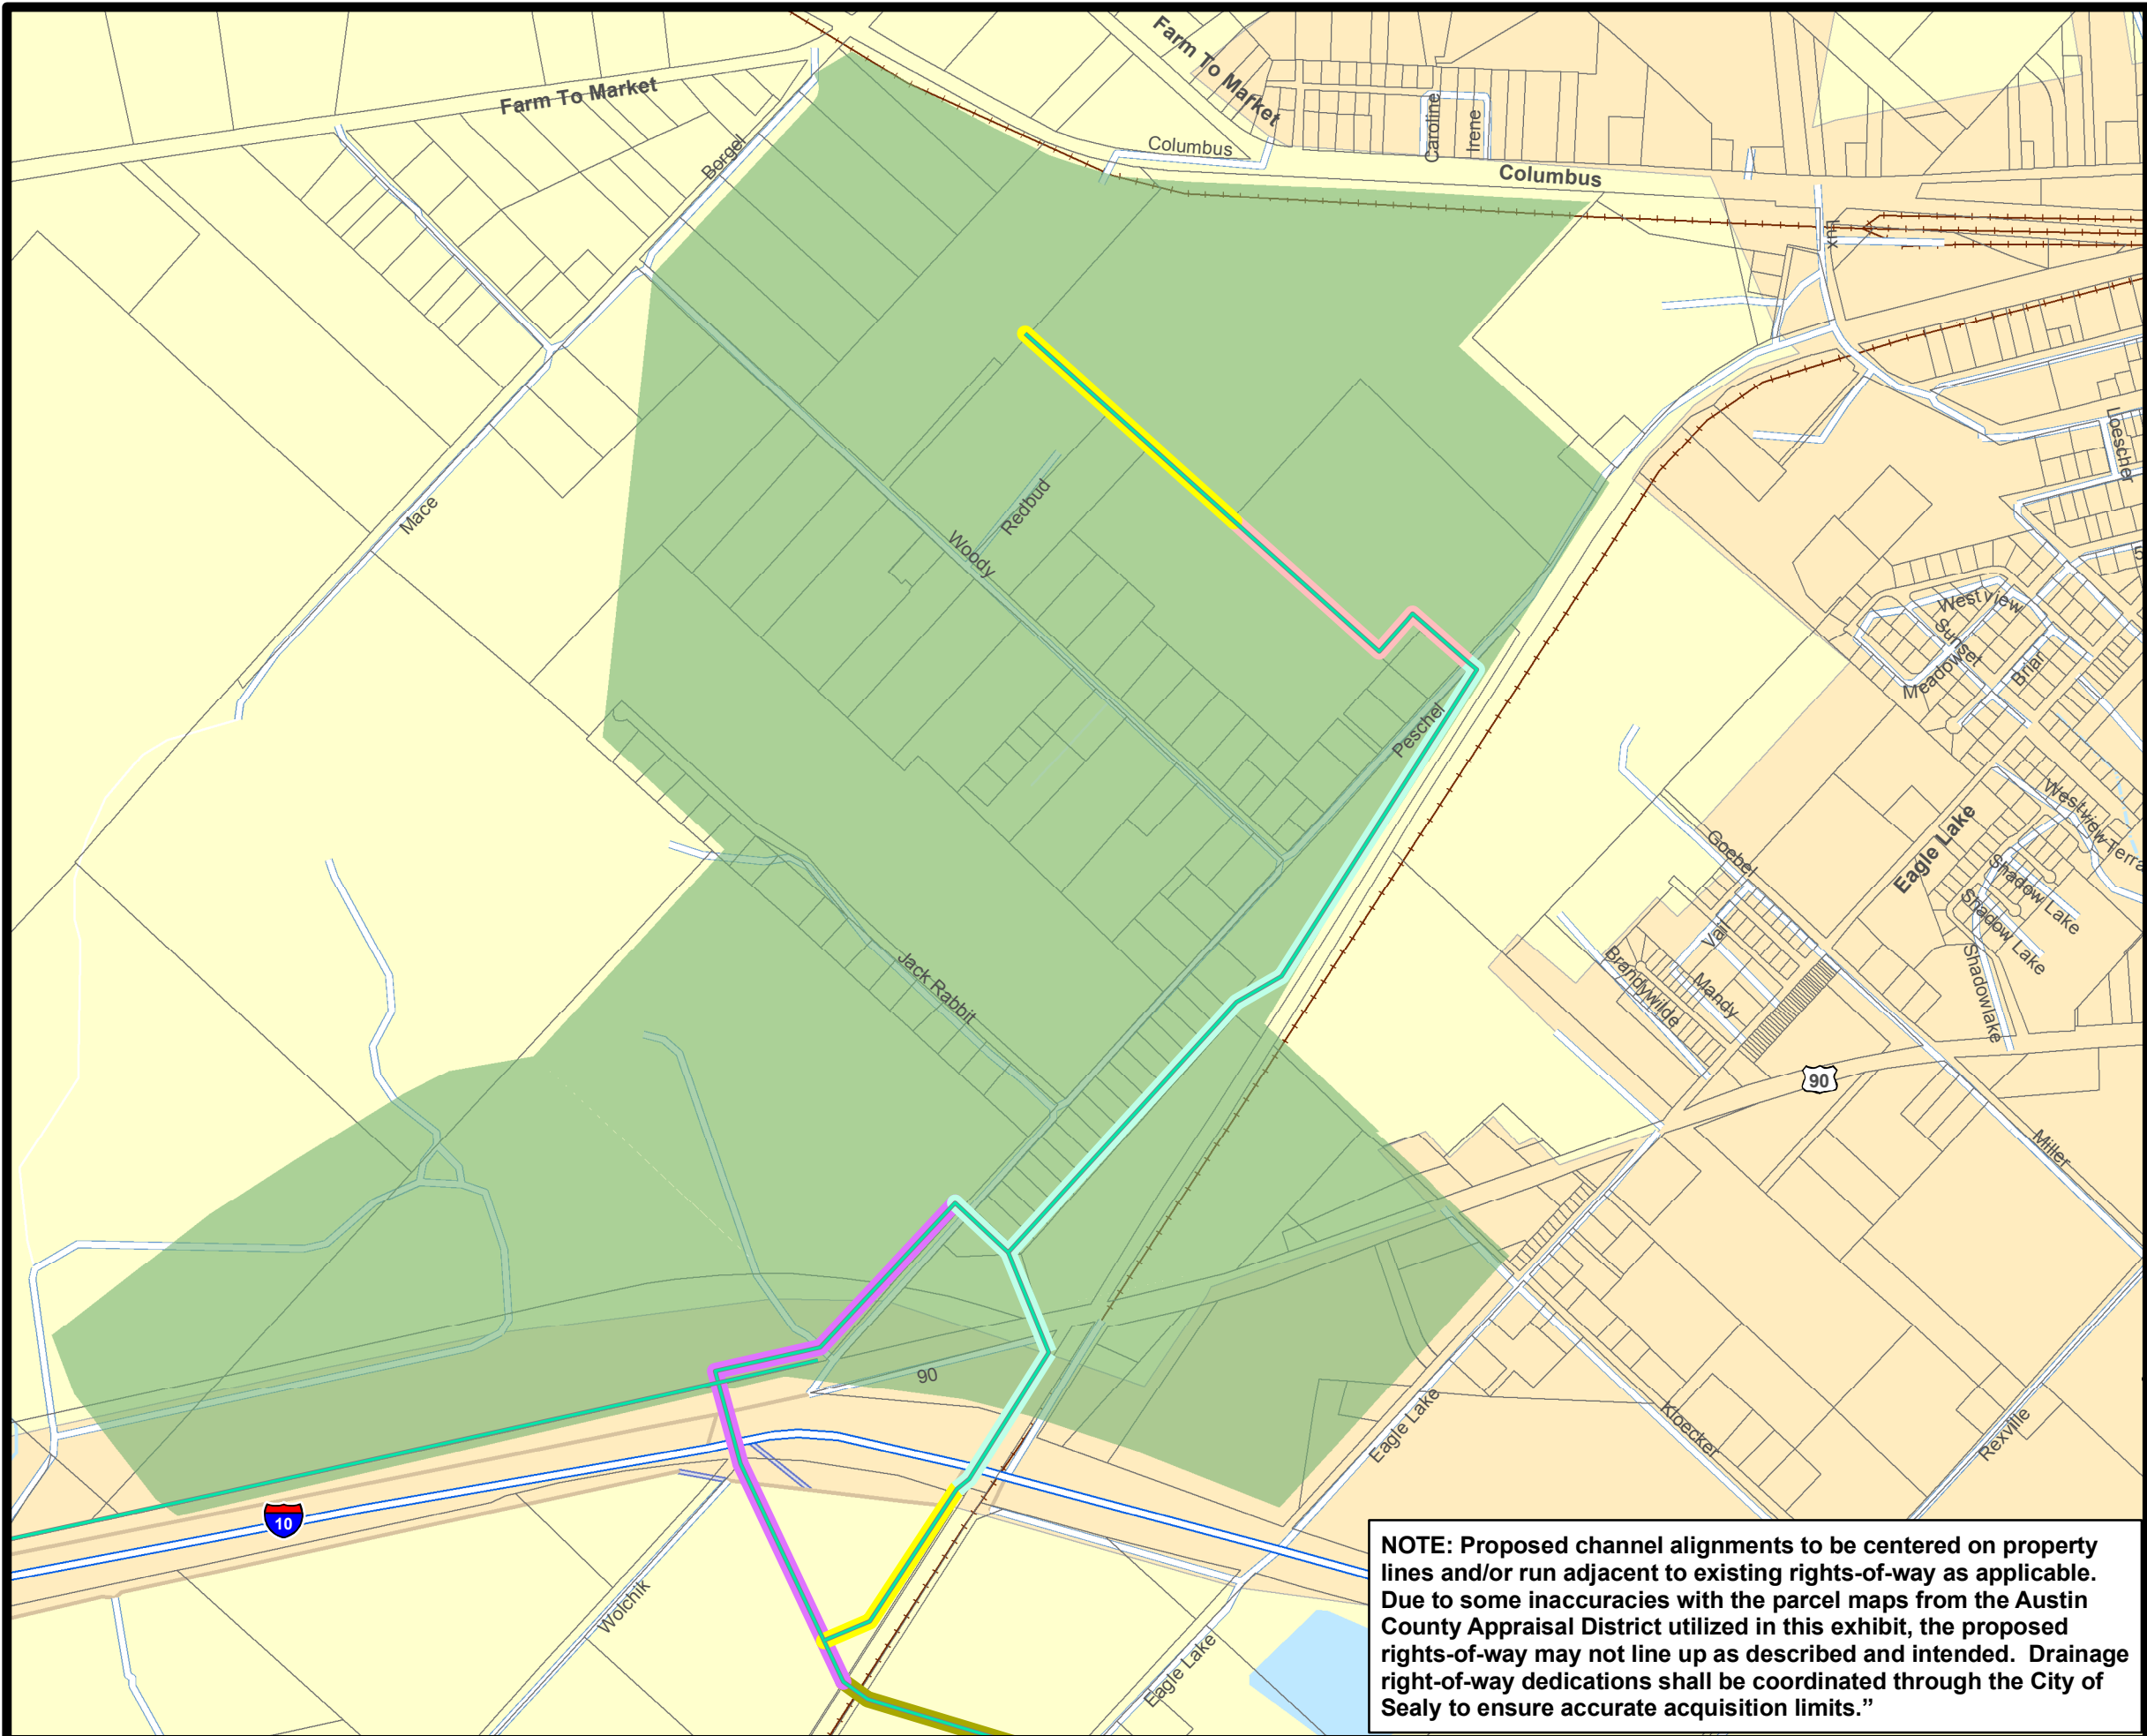 Farm To Market
Farm To Market
Caroline
Irene
Columbus
Columbus
Borgel
Lux
Loescher
Mace
Redbud
Woody
5
Westview
Sunset
Meadow
Briar
Peschel
Westview Terra
Goebel
Eagle Lake
Shadow Lake
Shadow Lake
Shadowlake
Vail
Mandy
Brandywilde
Jack Rabbit
90
Miller
90
Eagle Lake
Kloecker
Rexville
10
Wolchik
Eagle Lake
NOTE: Proposed channel alignments to be centered on property
lines and/or run adjacent to existing rights-of-way as applicable.
Due to some inaccuracies with the parcel maps from the Austin
County Appraisal District utilized in this exhibit, the proposed
rights-of-way may not line up as described and intended. Drainage
right-of-way dedications shall be coordinated through the City of
Sealy to ensure accurate acquisition limits.”